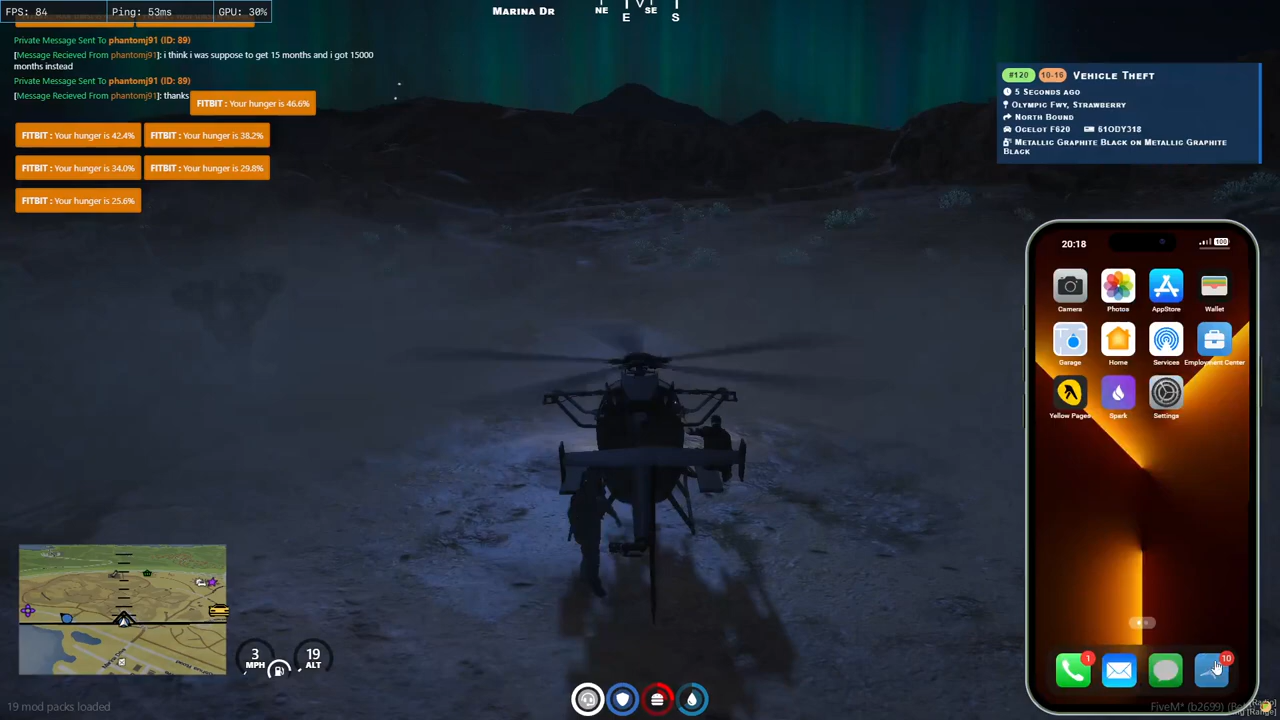 FPS: 84 Ping: 53ms GPU: 30%
MARINA DR
NE E SE S
Private Message Sent To phantomj91 (ID: 89)
[Message Recieved From phantomj91]: i think i was suppose to get 15 months and i got 15000
months instead
Private Message Sent To phantomj91 (ID: 89)
[Message Recieved From phantomj91]: thanks
FITBIT : Your hunger is 46.6%
FITBIT : Your hunger is 42.4%
FITBIT : Your hunger is 38.2%
FITBIT : Your hunger is 34.0%
FITBIT : Your hunger is 29.8%
FITBIT : Your hunger is 25.6%
#120 10-16 VEHICLE THEFT
5 SECONDS AGO
OLYMPIC FWY, STRAWBERRY
NORTH BOUND
OCELOT F620 61ODY318
METALLIC GRAPHITE BLACK ON METALLIC GRAPHITE
BLACK
20:18 100
Camera Photos AppStore Wallet
Garage Home Services Employment Center
Yellow Pages Spark Settings
1 10
3 MPH
19 ALT
19 mod packs loaded
FiveM* (b2699)